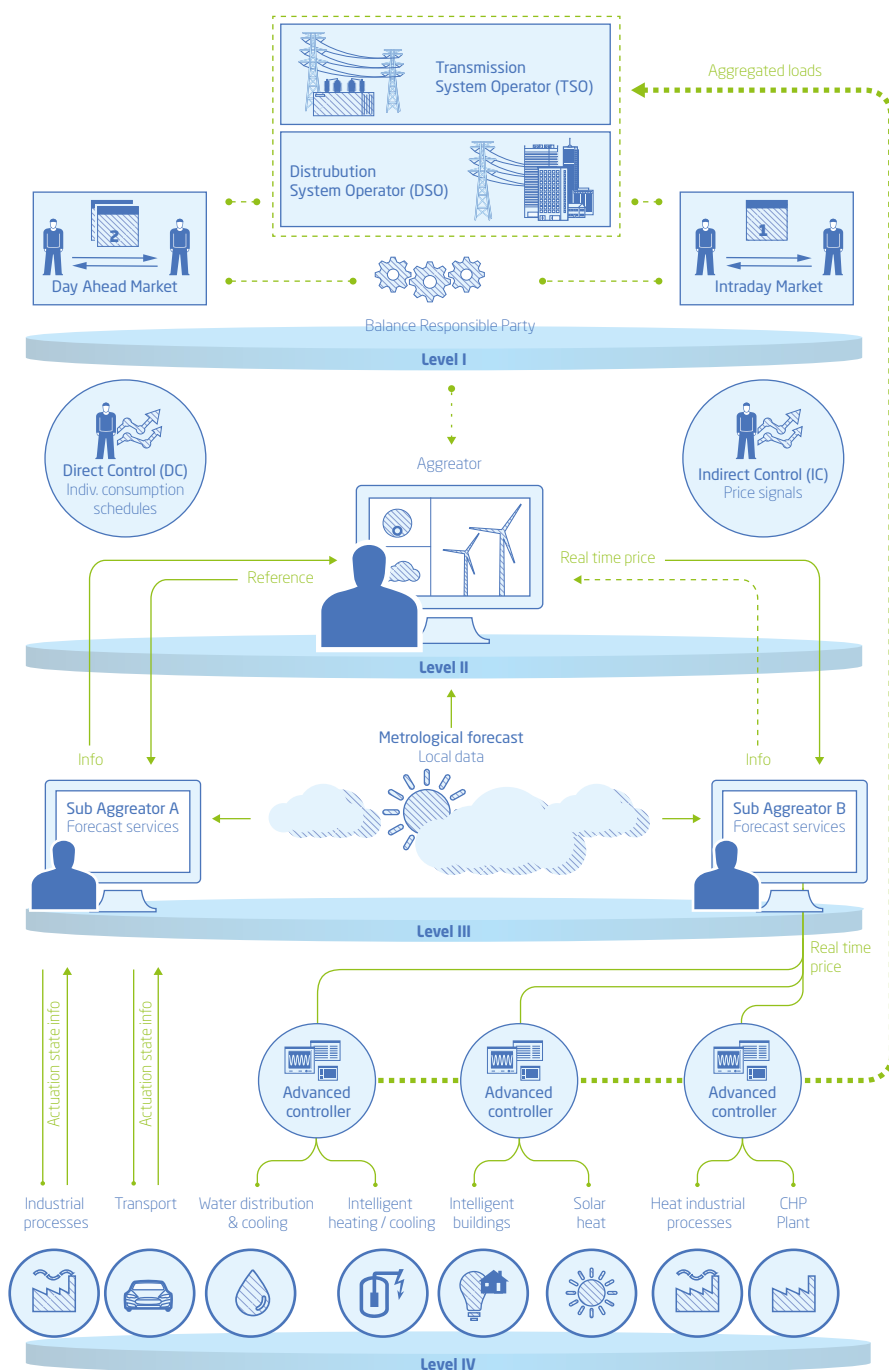 Transmission
System Operator (TSO)
Aggregated loads
Distrubution
System Operator (DSO)
2
Day Ahead Market
1
Intraday Market
Balance Responsible Party
Level I
Direct Control (DC)
Indiv. consumption
schedules
Aggreator
Indirect Control (IC)
Price signals
Reference
Real time price
Level II
Metrological forecast
Local data
Info
Info
Sub Aggreator A
Forecast services
Sub Aggreator B
Forecast services
Level III
Real time
price
Actuation state info
Actuation state info
Advanced
controller
Advanced
controller
Advanced
controller
Industrial
processes
Transport
Water distribution
& cooling
Intelligent
heating / cooling
Intelligent
buildings
Solar
heat
Heat industrial
processes
CHP
Plant
Level IV